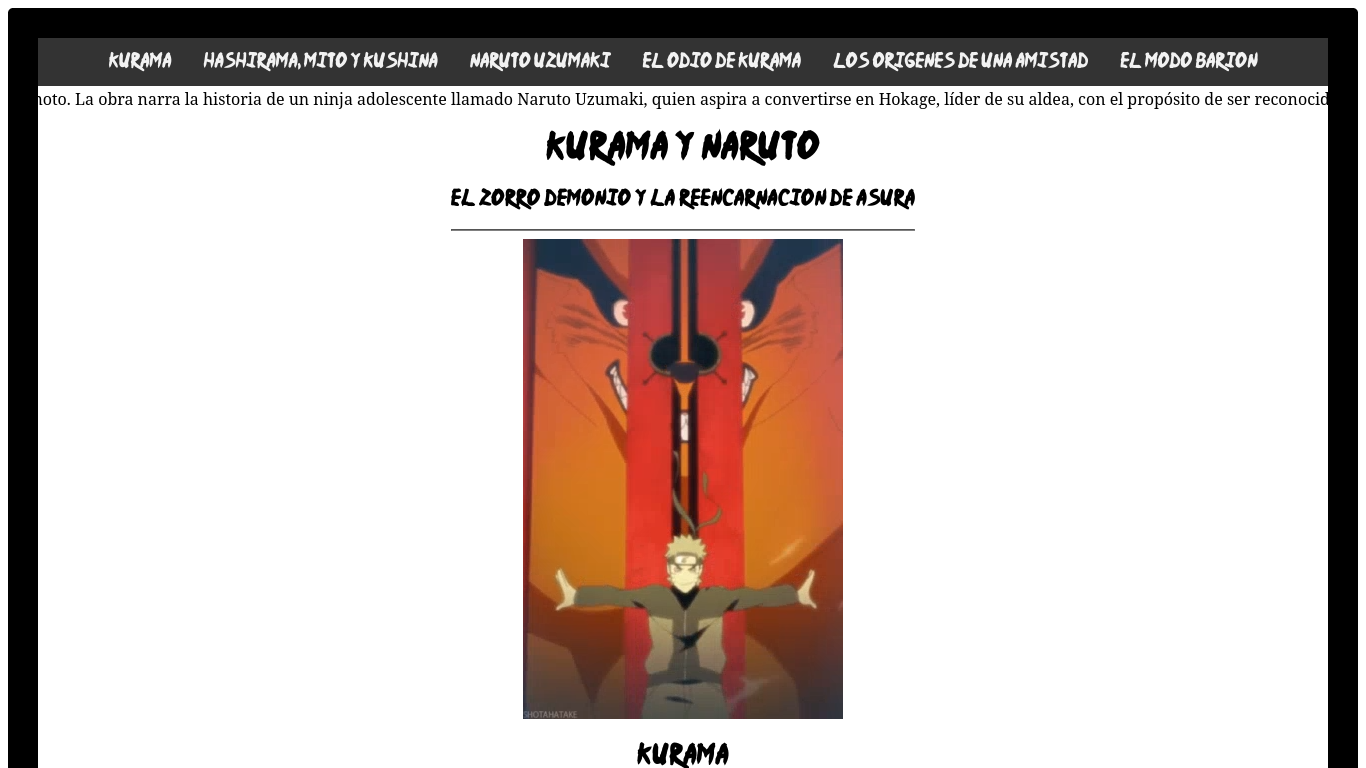 KURAMA HASHIRAMA, MITO Y KUSHINA NARUTO UZUMAKI EL ODIO DE KURAMA LOS ORIGENES DE UNA AMISTAD EL MODO BARION
La obra narra la historia de un ninja adolescente llamado Naruto Uzumaki, quien aspira a convertirse en Hokage, líder de su aldea, con el propósito de ser
KURAMA Y NARUTO
EL ZORRO DEMONIO Y LA REENCARNACION DE ASURA
SHOTAHATAKE
KURAMA